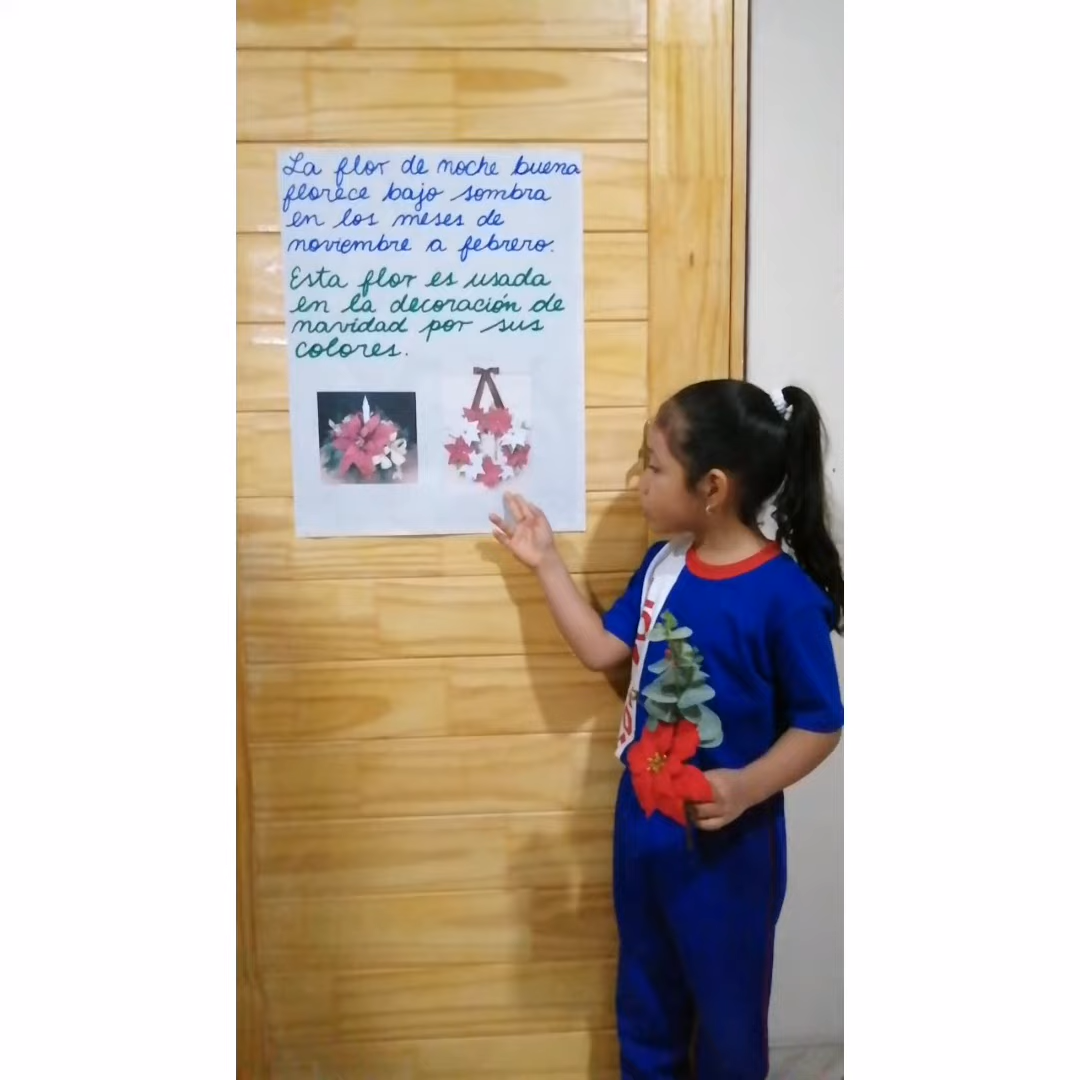 La flor de noche buena
florece bajo sombra
en los meses de
noviembre a febrero.
Esta flor es usada
en la decoración de
navidad por sus
colores.